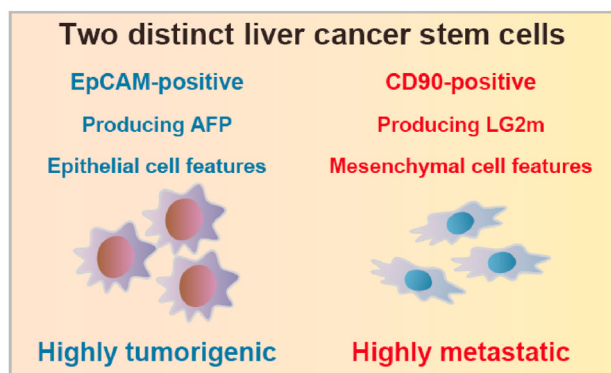 Two distinct liver cancer stem cells
EpCAM-positive
CD90-positive
Producing AFP
Producing LG2m
Epithelial cell features
Mesenchymal cell features
Highly tumorigenic
Highly metastatic